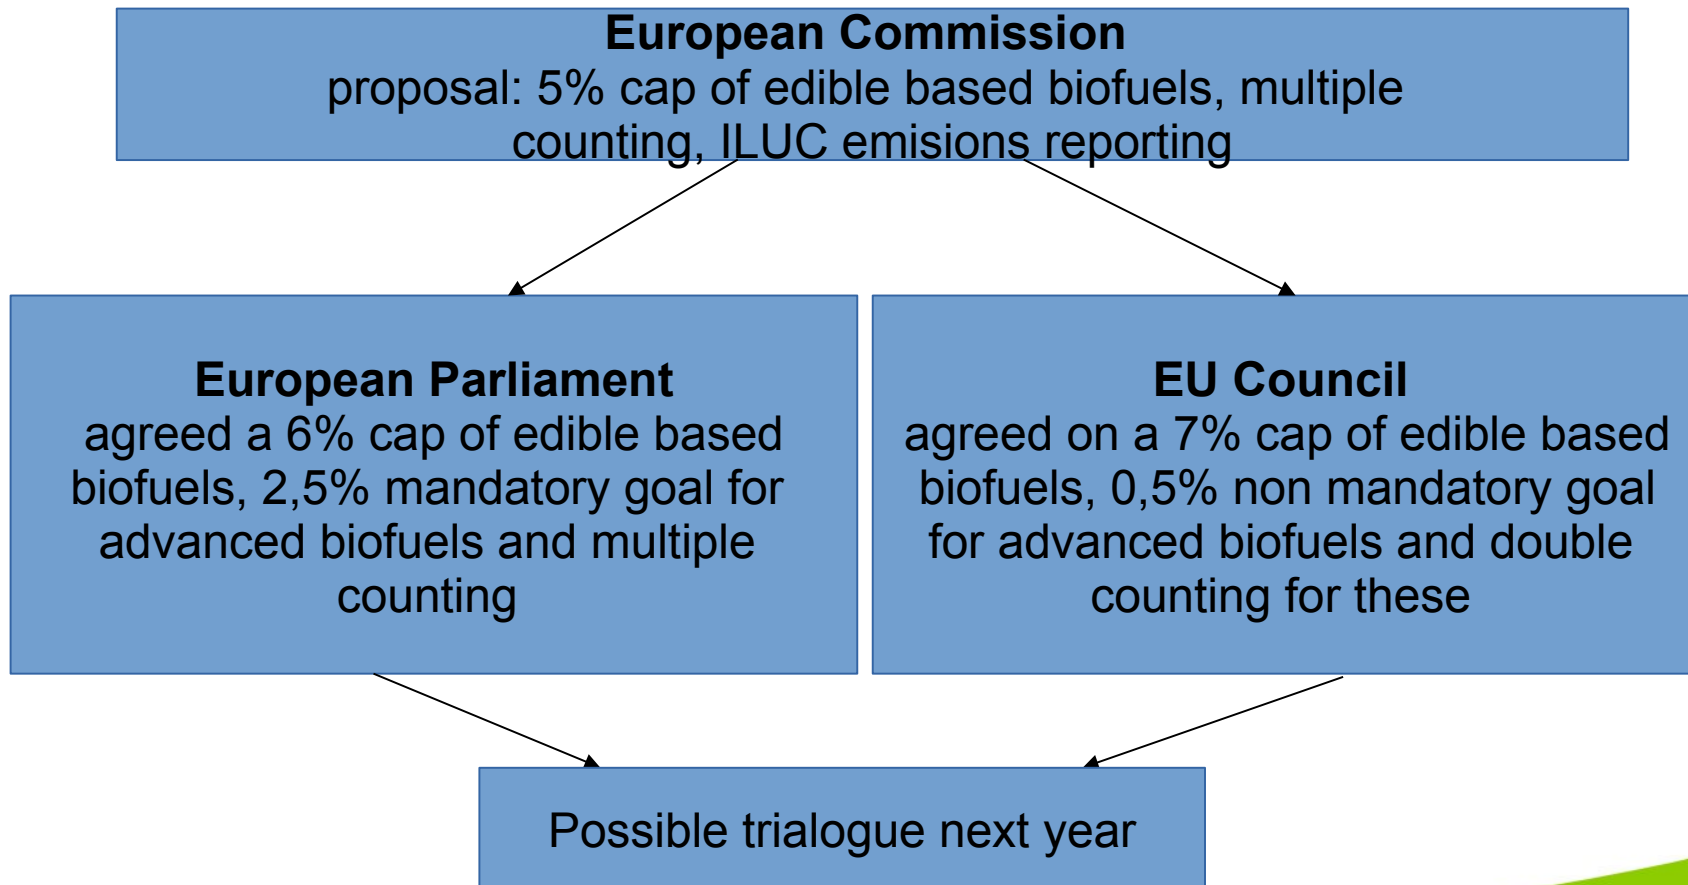 European Commission
proposal: 5% cap of edible based biofuels, multiple
counting, ILUC emisions reporting
European Parliament
agreed a 6% cap of edible based
biofuels, 2,5% mandatory goal for
advanced biofuels and multiple
counting
EU Council
agreed on a 7% cap of edible based
biofuels, 0,5% non mandatory goal
for advanced biofuels and double
counting for these
Possible trialogue next year